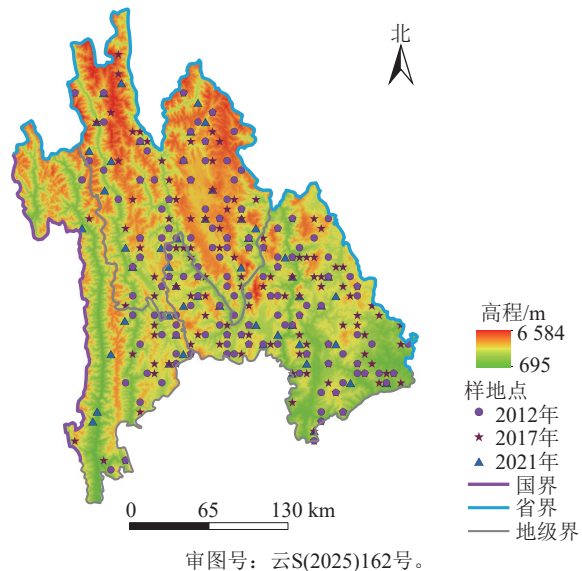 北
高程/m
6 584
695
样地点
2012年
2017年
2021年
国界
省界
地级界
0 65 130 km
审图号：云S(2025)162号。